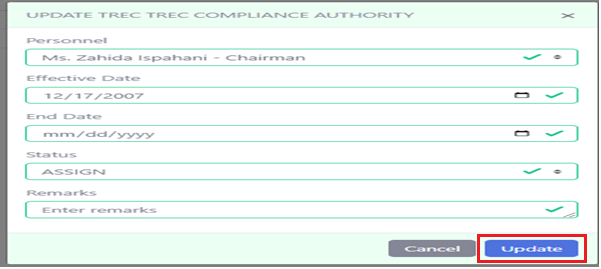 UPDATE TREC TREC COMPLIANCE AUTHORITY
Personnel
Ms. Zahida Ispahani - Chairman
Effective Date
12/17/2007
End Date
mm/dd/yyyy
Status
ASSIGN
Remarks
Enter remarks
Cancel Update